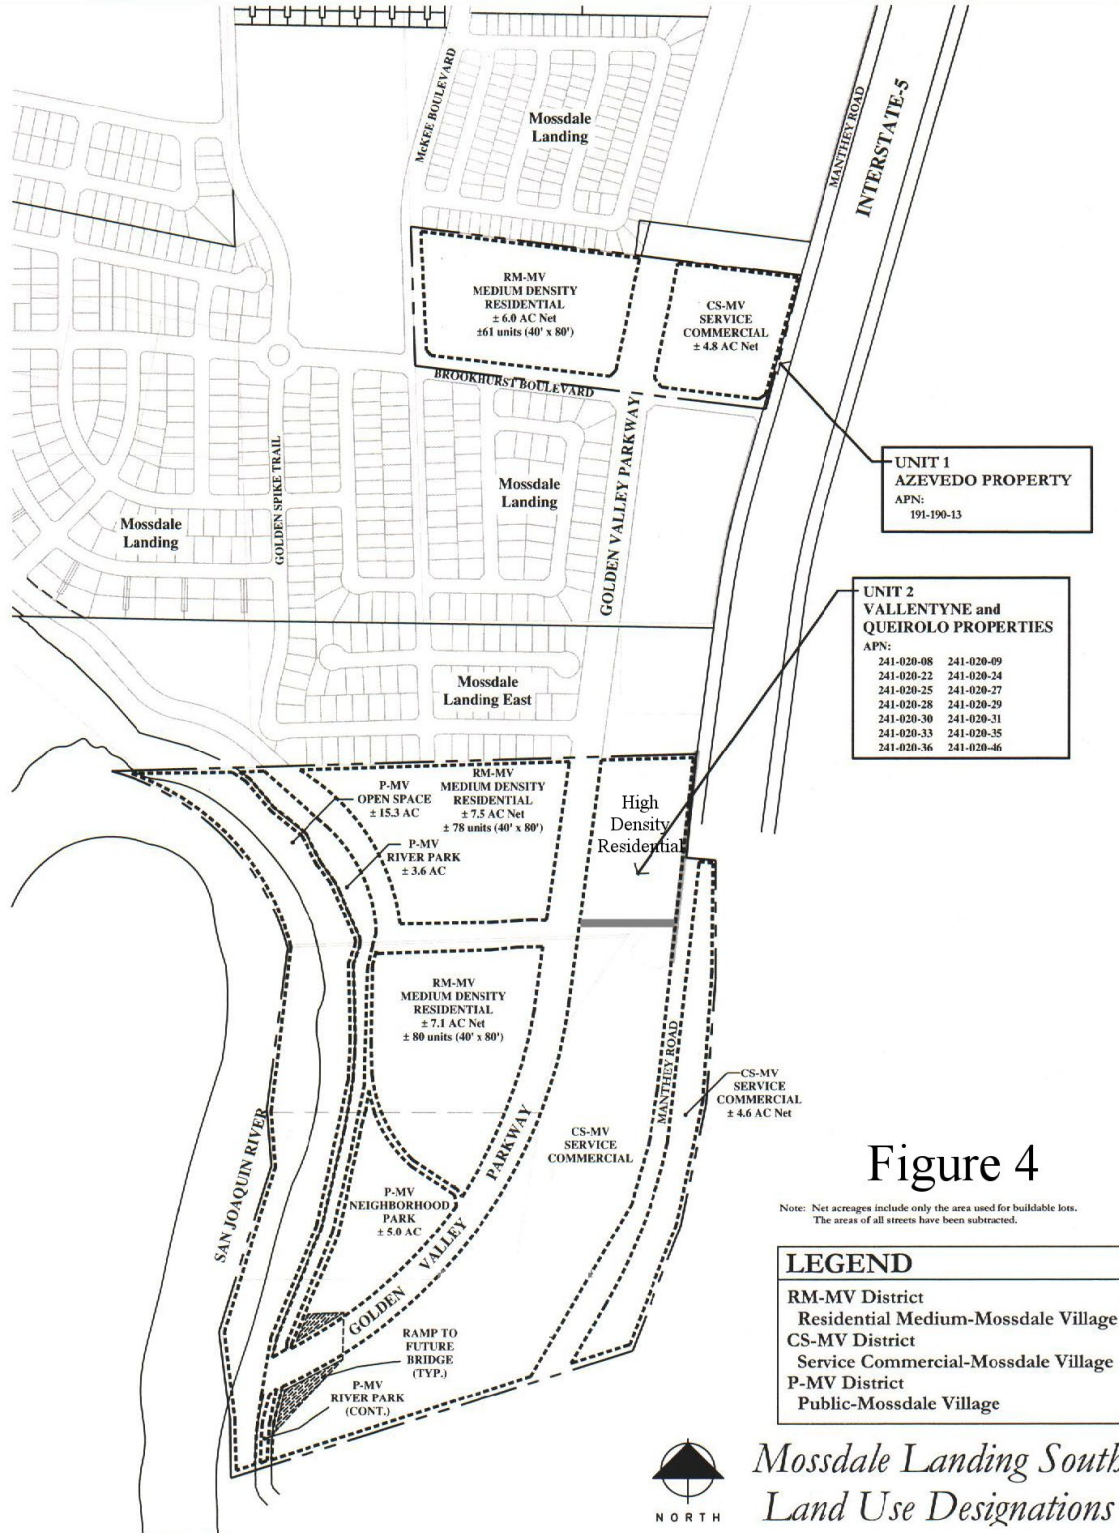 McKEE BOULEVARD
Mossdale
Landing
MANTHEY ROAD
INTERSTATE-5
RM-MV
MEDIUM DENSITY
RESIDENTIAL
± 6.0 AC Net
±61 units (40' x 80')
CS-MV
SERVICE
COMMERCIAL
± 4.8 AC Net
BROOKHURST BOULEVARD
GOLDEN VALLEY PARKWAY
GOLDEN SPIKE TRAIL
Mossdale
Landing
Mossdale
Landing
UNIT 1
AZEVEDO PROPERTY
APN:
191-190-13
UNIT 2
VALLENTYNE and
QUEIROLO PROPERTIES
APN:
241-020-08 241-020-09
241-020-22 241-020-24
241-020-25 241-020-27
241-020-28 241-020-29
241-020-30 241-020-31
241-020-33 241-020-35
241-020-36 241-020-46
Mossdale
Landing East
P-MV
OPEN SPACE
± 15.3 AC
RM-MV
MEDIUM DENSITY
RESIDENTIAL
± 7.5 AC Net
± 78 units (40' x 80')
P-MV
RIVER PARK
± 3.6 AC
High
Density
Residential
RM-MV
MEDIUM DENSITY
RESIDENTIAL
± 7.1 AC Net
± 80 units (40' x 80')
MANTHEY ROAD
CS-MV
SERVICE
COMMERCIAL
± 4.6 AC Net
CS-MV
SERVICE
COMMERCIAL
SAN JOAQUIN RIVER
P-MV
NEIGHBORHOOD
PARK
± 5.0 AC
GOLDEN VALLEY PARKWAY
RAMP TO
FUTURE
BRIDGE
(TYP.)
P-MV
RIVER PARK
(CONT.)
Figure 4
Note: Net acreages include only the area used for buildable lots.
The areas of all streets have been subtracted.
LEGEND
RM-MV District
Residential Medium-Mossdale Village
CS-MV District
Service Commercial-Mossdale Village
P-MV District
Public-Mossdale Village
NORTH
Mossdale Landing South
Land Use Designations